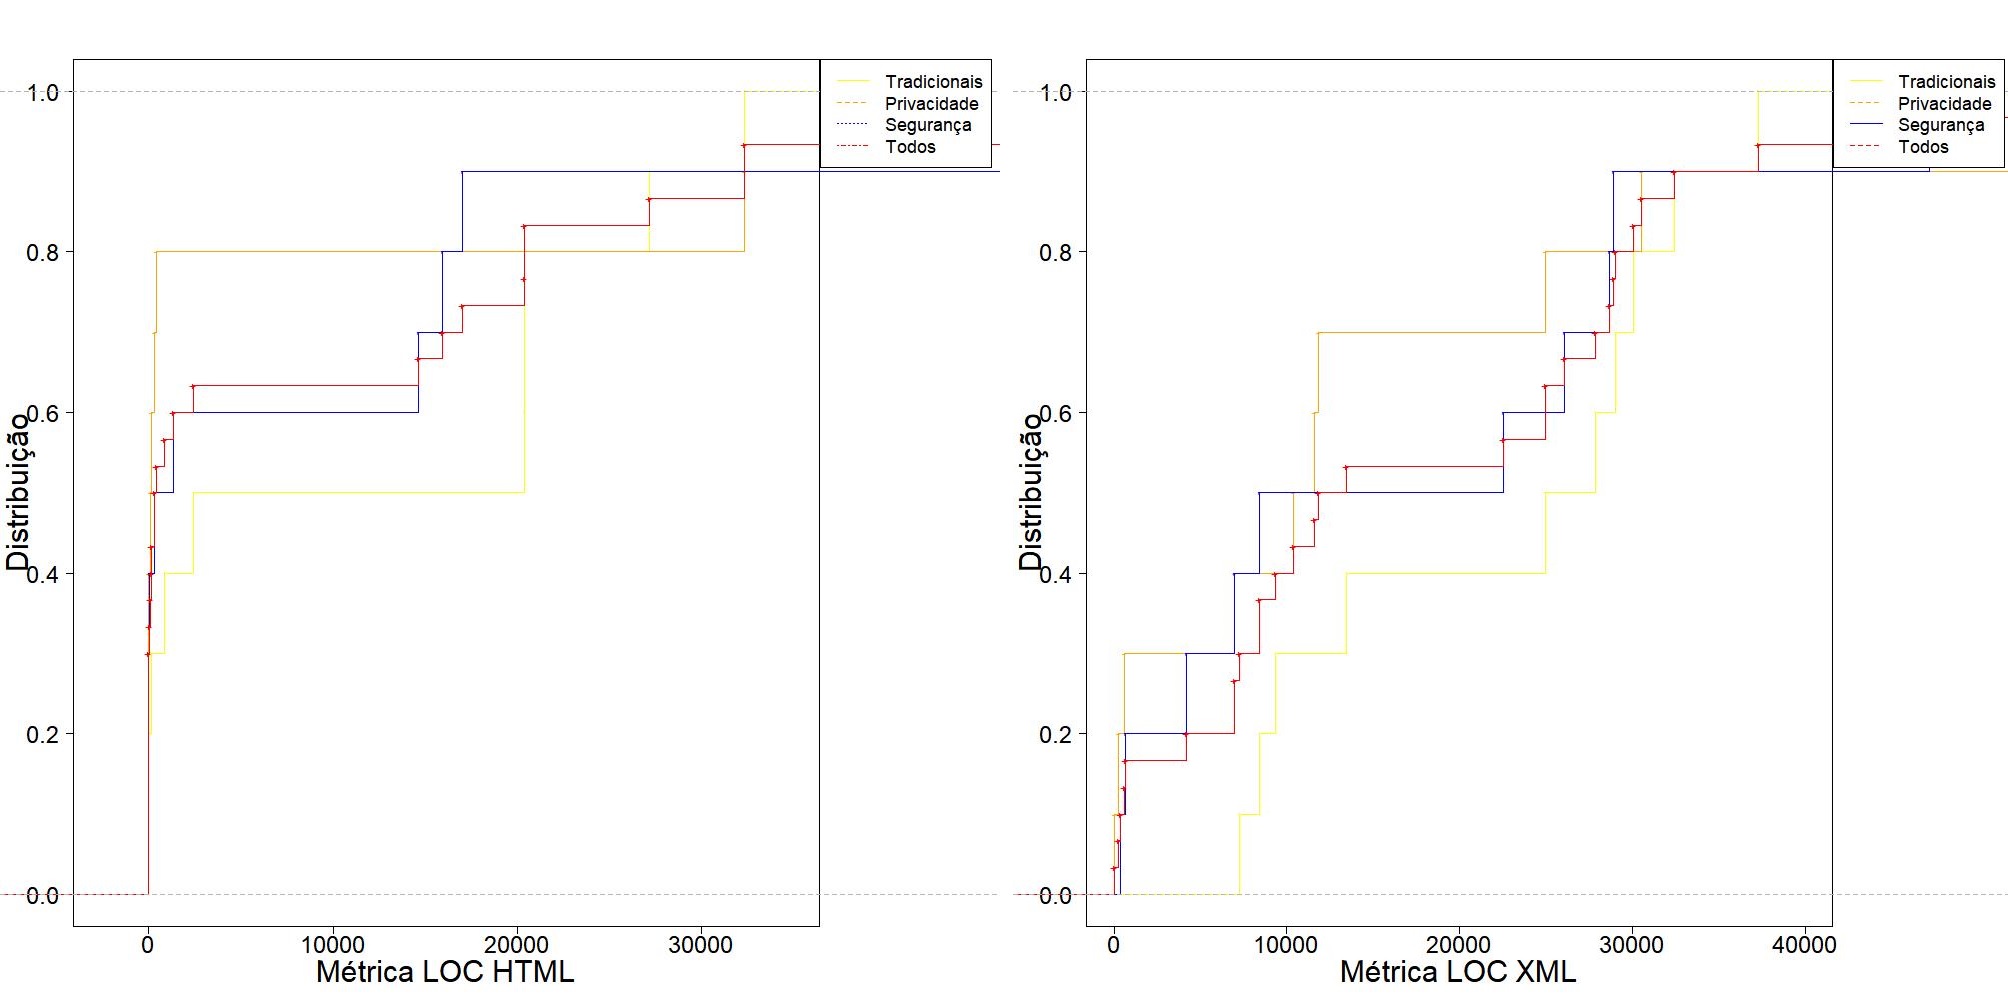 Tradicionais
Privacidade
Segurança
Todos
1.0
0.8
0.6
0.4
0.2
0.0
Distribuição
0 10000 20000 30000
Métrica LOC HTML
Tradicionais
Privacidade
Segurança
Todos
1.0
0.8
0.6
0.4
0.2
0.0
Distribuição
0 10000 20000 30000 40000
Métrica LOC XML